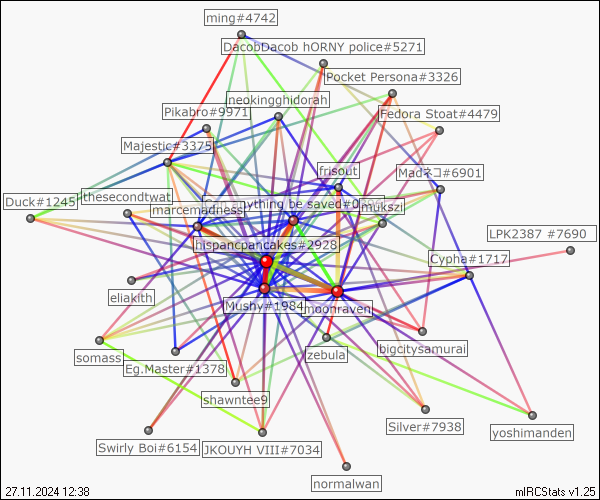 ming#4742
DacobDacob hORNY police#5271
Pocket Persona#3326
neokingghidorah
Pikabro#9971
Fedora Stoat#4479
Majestic#3375
frisout
Madネコ#6901
Duck#1245
thesecondtwat
anything be saved#0
marcemadness
mukszi
LPK2387 #7690
hispancpancakes#2928
Cypha#1717
eliakith
Mushy#1984
moonraven
somass
zebula
bigcitysamurai
Eg.Master#1378
shawntee9
Silver#7938
yoshimanden
Swirly Boi#6154
JKOUYH VIII#7034
normalwan
27.11.2024 12:38
mIRCStats v1.25